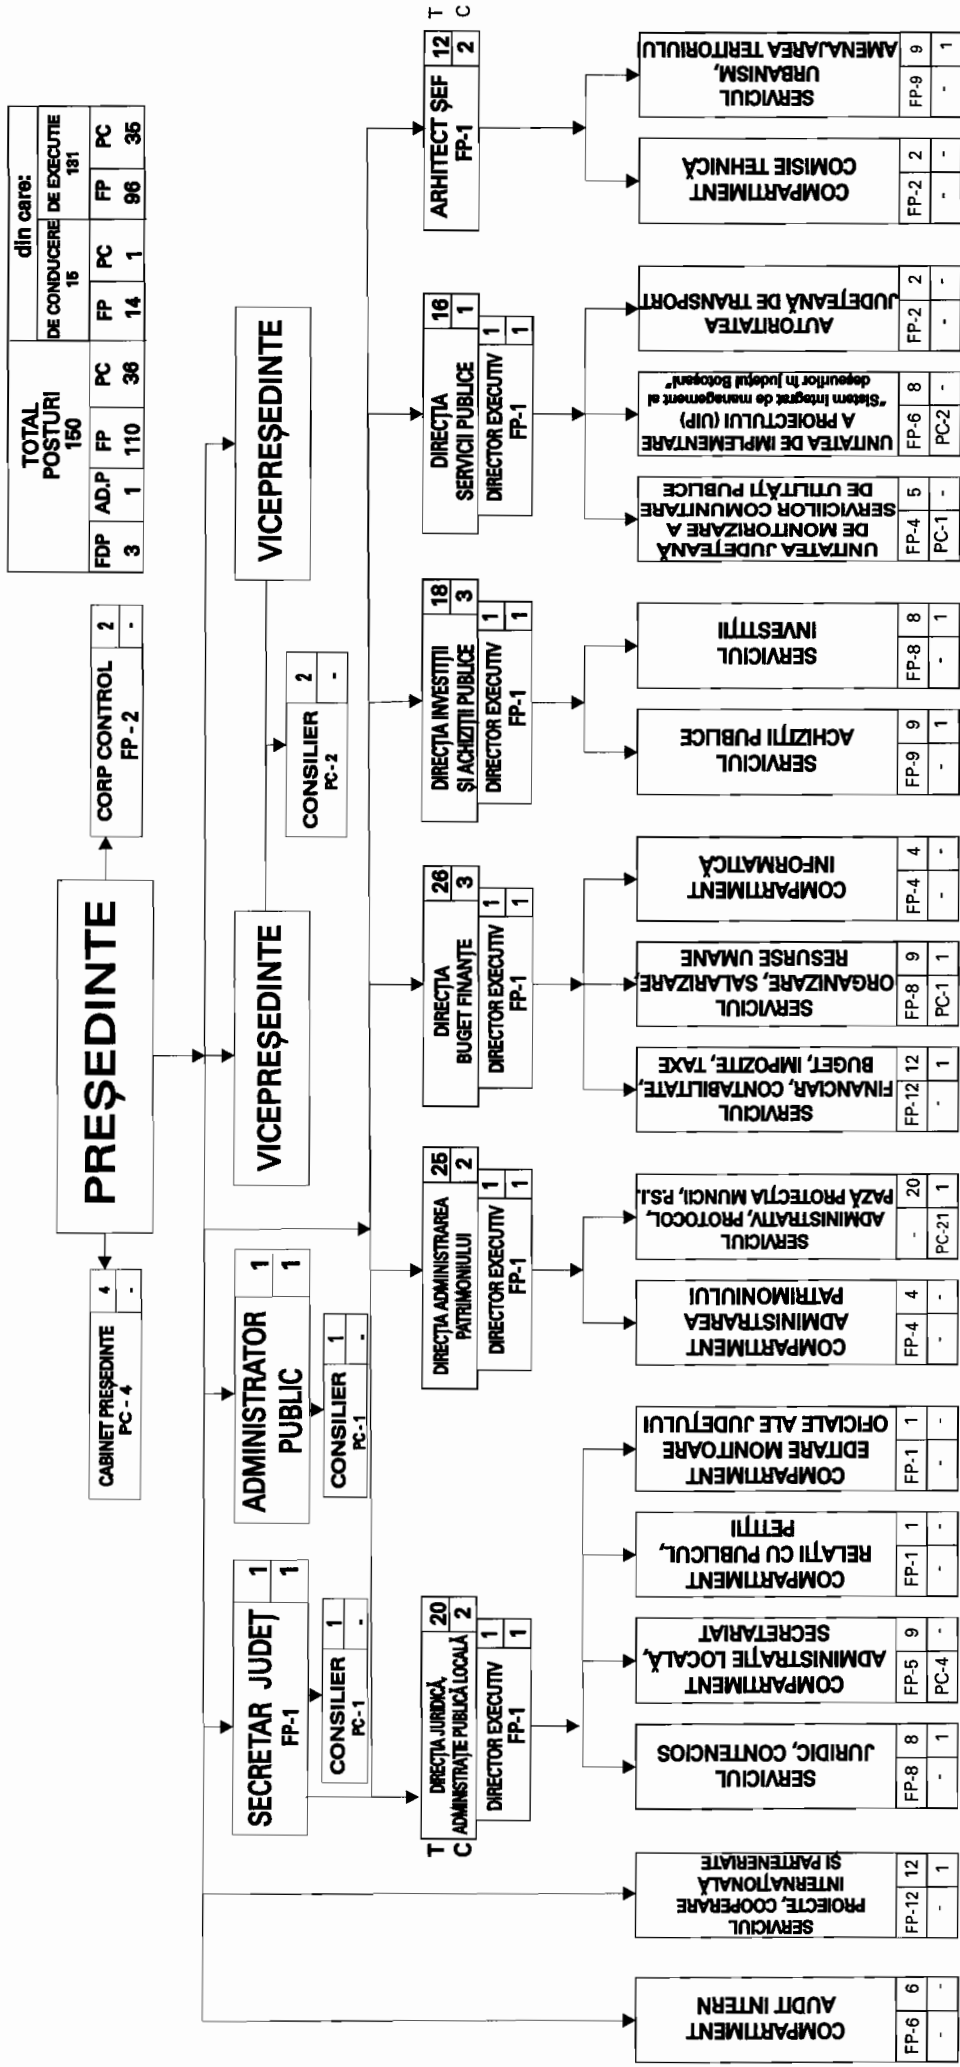 TOTAL
POSTURI
150
din care:
DE CONDUCERE
15
DE EXECUTIE
131
FDP AD.P FP PC FP PC FP PC
3 1 110 36 14 1 96 35
PREȘEDINTE
CABINET PREȘEDINTE 4
PC - 4 -
CORP CONTROL 2
FP - 2 -
SECRETAR JUDEȚ 1
FP-1 1
CONSILIER 1
PC-1 -
ADMINISTRATOR 1
PUBLIC 1
CONSILIER 1
PC-1 -
VICEPREȘEDINTE
VICEPREȘEDINTE
CONSILIER 2
PC-2 -
T
C
DIRECȚIA JURIDICĂ, 20
ADMINISTRAȚIE PUBLICĂ LOCALĂ 2
DIRECTOR EXECUTIV 1
FP-1 1
DIRECȚIA ADMINISTRAREA 25
PATRIMONIULUI 2
DIRECTOR EXECUTIV 1
FP-1 1
DIRECȚIA 26
BUGET FINANȚE 3
DIRECTOR EXECUTIV 1
FP-1 1
DIRECȚIA INVESTIȚII 18
ȘI ACHIZIȚII PUBLICE 3
DIRECTOR EXECUTIV 1
FP-1 1
DIRECȚIA 16
SERVICII PUBLICE 1
DIRECTOR EXECUTIV 1
FP-1 1
ARHITECT ȘEF 12 T
FP-1 2 C
COMPARTIMENT
AUDIT INTERN
FP-6 6
- -
SERVICIUL
PROIECTE, COOPERARE
INTERNAȚIONALĂ
ȘI PARTENERIATE
FP-12 12
- 1
SERVICIUL
JURIDIC, CONTENCIOS
FP-8 8
- 1
COMPARTIMENT
ADMINISTRAȚIE LOCALĂ,
SECRETARIAT
FP-5 9
PC-4 -
COMPARTIMENT
RELAȚII CU PUBLICUL,
PETIȚII
FP-1 1
- -
COMPARTIMENT
EDITARE MONITOARE
OFICIALE ALE JUDEȚULUI
FP-1 1
- -
COMPARTIMENT
ADMINISTRAREA
PATRIMONIULUI
FP-4 4
- -
SERVICIUL
ADMINISTRATIV, PROTOCOL,
PAZĂ PROTECȚIA MUNCII, P.S.I.
- 20
PC-21 1
SERVICIUL
FINANCIAR, CONTABILITATE,
BUGET, IMPOZITE, TAXE
FP-12 12
- 1
SERVICIUL
ORGANIZARE, SALARIZARE,
RESURSE UMANE
FP-8 9
PC-1 1
COMPARTIMENT
INFORMATICĂ
FP-4 4
- -
SERVICIUL
ACHIZIȚII PUBLICE
FP-9 9
- 1
SERVICIUL
INVESTIȚII
FP-8 8
- 1
UNITATEA JUDEȚEANĂ
DE MONITORIZARE A
SERVICIILOR COMUNITARE
DE UTILITĂȚI PUBLICE
FP-4 5
PC-1 -
UNITATEA DE IMPLEMENTARE
A PROIECTULUI (UIP)
"Sistem integrat de management al
deșeurilor în județul Botoșani"
FP-6 8
PC-2 -
AUTORITATEA
JUDEȚEANĂ DE TRANSPORT
FP-2 2
- -
COMPARTIMENT
COMISIE TEHNICĂ
FP-2 2
- -
SERVICIUL
URBANISM,
AMENAJAREA TERITORIULUI
FP-9 9
- 1